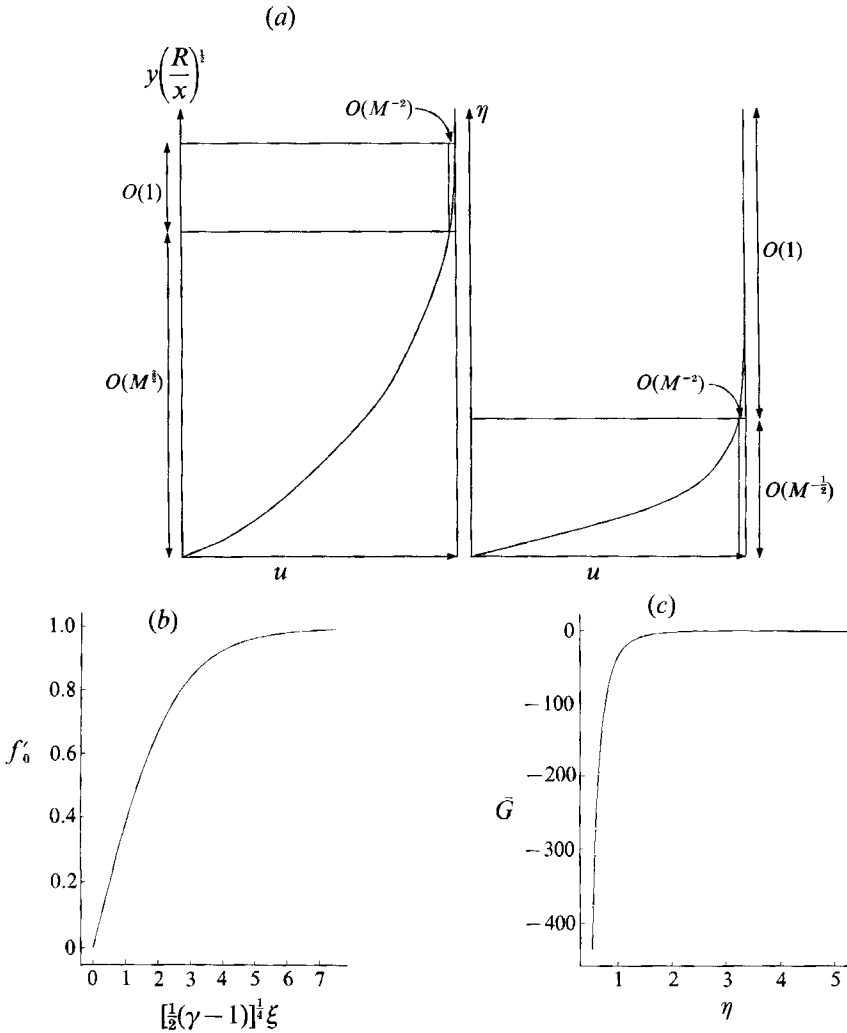 (a)
y(R/x)^{1/2}
O(M^{-2})
η
O(1)
O(1)
O(M^{3/2})
O(M^{-2})
O(M^{-1/2})
u
u
(b)
1.0
0.8
f′_0
0.6
0.4
0.2
0
0 1 2 3 4 5 6 7
[½(γ−1)]^{1/4}ξ
(c)
0
−100
−200
Ḡ
−300
−400
1 2 3 4 5
η